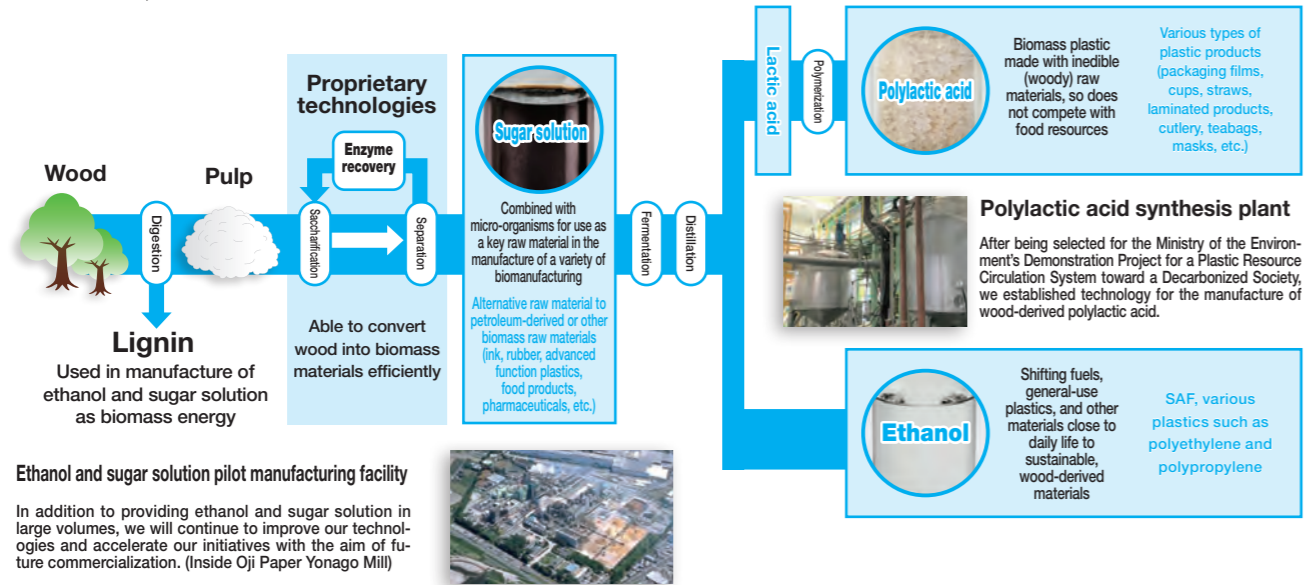 Wood
Digestion
Pulp
Lignin
Used in manufacture of
ethanol and sugar solution
as biomass energy
Proprietary
technologies
Enzyme
recovery
Saccharification
Separation
Able to convert
wood into biomass
materials efficiently
Sugar solution
Combined with
micro-organisms for use as
a key raw material in the
manufacture of a variety of
biomanufacturing
Alternative raw material to
petroleum-derived or other
biomass raw materials
(ink, rubber, advanced
function plastics,
food products,
pharmaceuticals, etc.)
Fermentation
Distillation
Lactic acid
Polymerization
Polylactic acid
Biomass plastic
made with inedible
(woody) raw
materials, so does
not compete with
food resources
Various types of
plastic products
(packaging films,
cups, straws,
laminated products,
cutlery, teabags,
masks, etc.)
Polylactic acid synthesis plant
After being selected for the Ministry of the Environ-
ment's Demonstration Project for a Plastic Resource
Circulation System toward a Decarbonized Society,
we established technology for the manufacture of
wood-derived polylactic acid.
Ethanol
Shifting fuels,
general-use
plastics, and other
materials close to
daily life to
sustainable,
wood-derived
materials
SAF, various
plastics such as
polyethylene and
polypropylene
Ethanol and sugar solution pilot manufacturing facility
In addition to providing ethanol and sugar solution in
large volumes, we will continue to improve our technol-
ogies and accelerate our initiatives with the aim of fu-
ture commercialization. (Inside Oji Paper Yonago Mill)